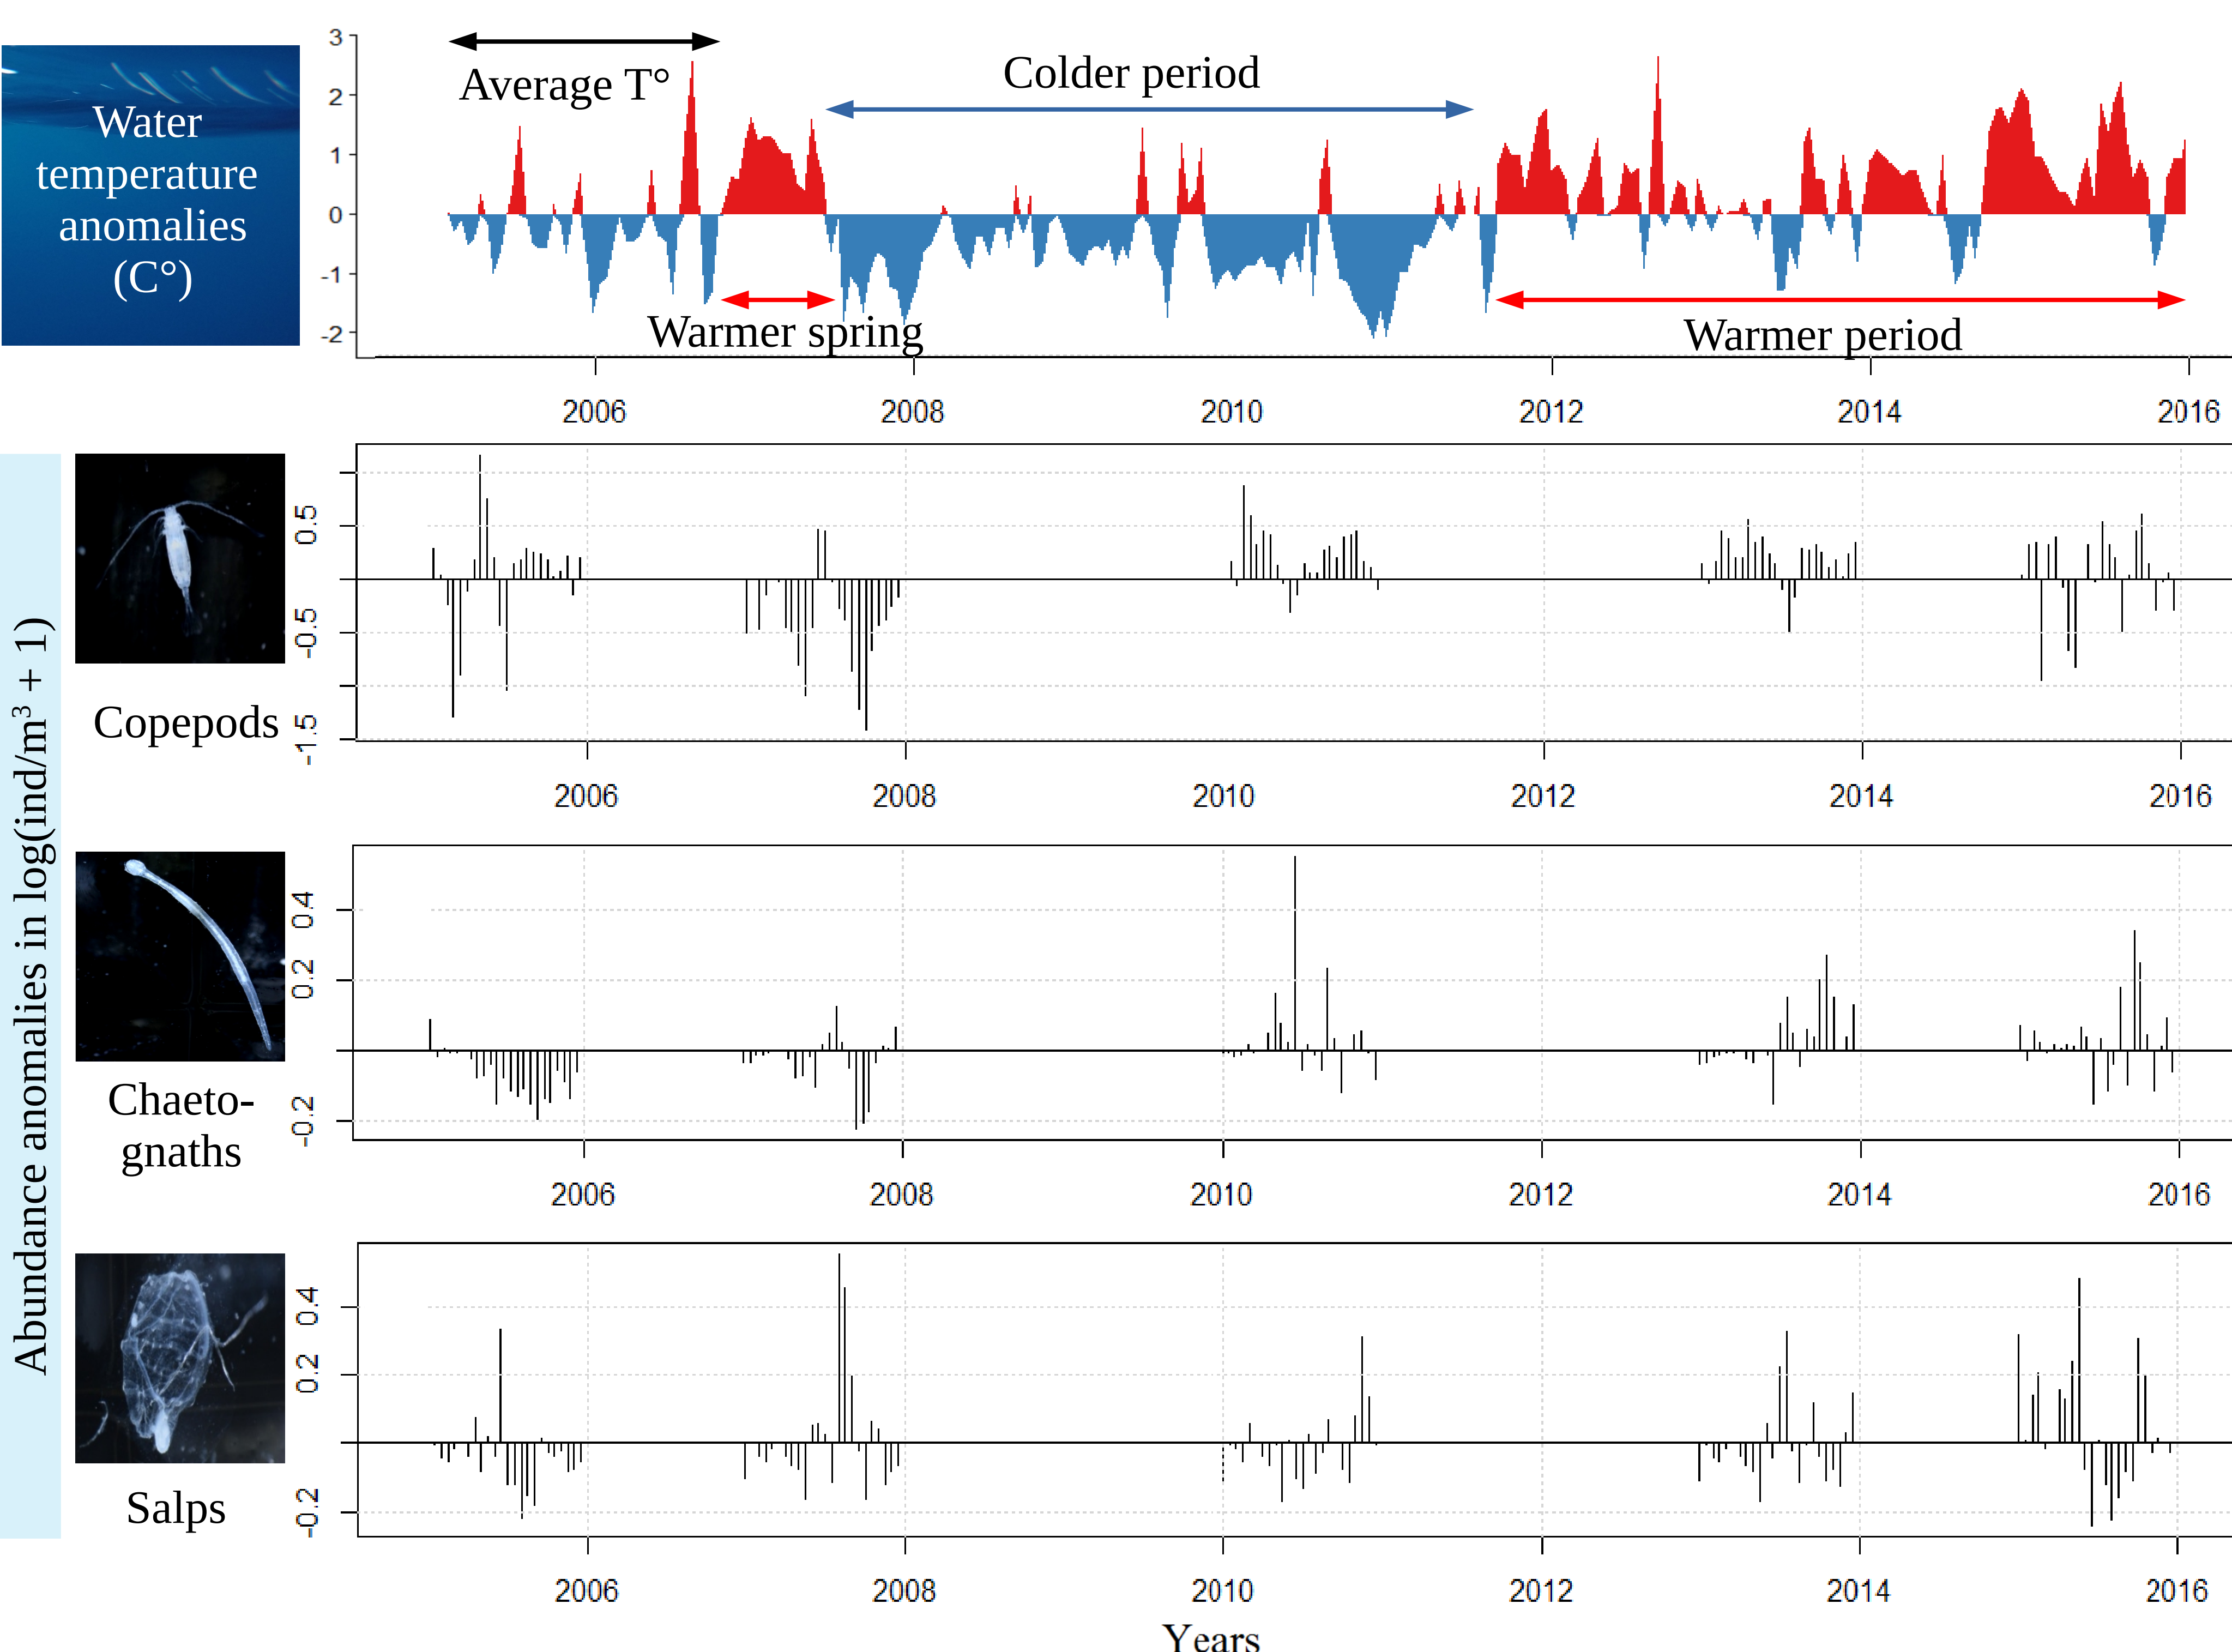 Water
temperature
anomalies
(C°)
3
2
1
0
-1
-2
Average T°
Colder period
Warmer spring
Warmer period
2006 2008 2010 2012 2014 2016
Abundance anomalies in log(ind/m³ + 1)
Copepods
0.5
-0.5
-1.5
2006 2008 2010 2012 2014 2016
Chaeto-
gnaths
0.4
0.2
-0.2
2006 2008 2010 2012 2014 2016
Salps
0.4
0.2
-0.2
2006 2008 2010 2012 2014 2016
Years